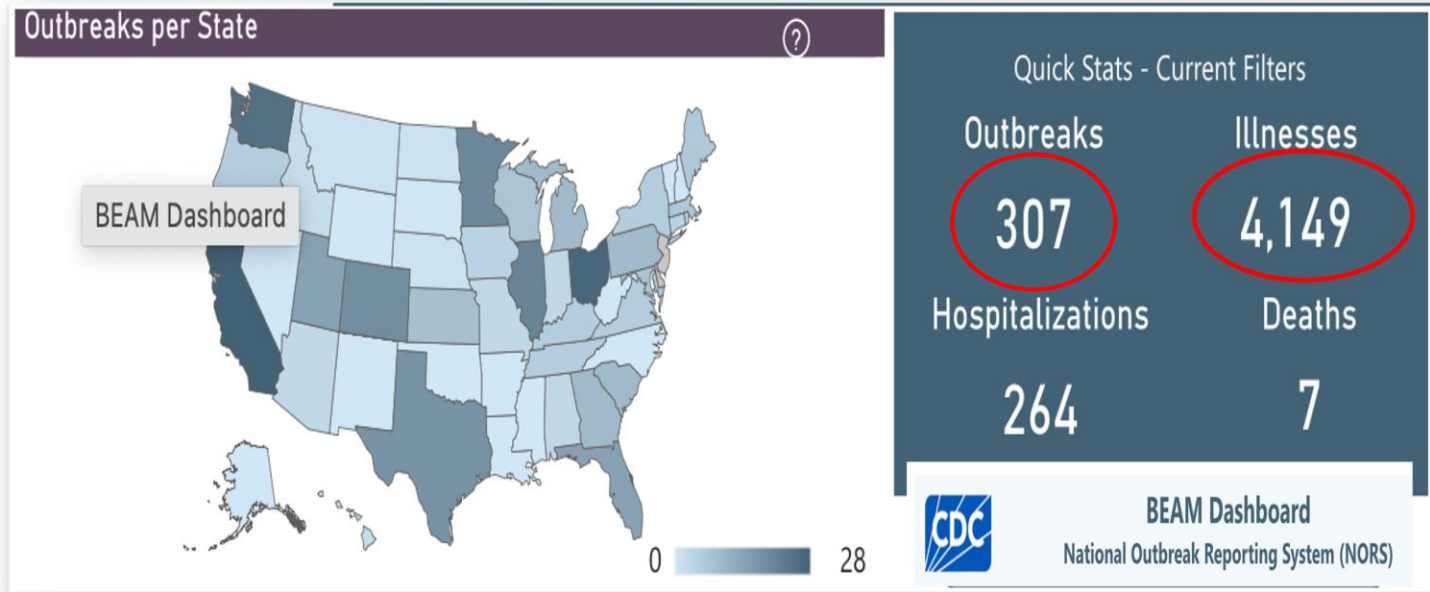 Outbreaks per State
?
BEAM Dashboard
0
28
Quick Stats - Current Filters
Outbreaks Illnesses
307 4,149
Hospitalizations Deaths
264 7
CDC
BEAM Dashboard
National Outbreak Reporting System (NORS)